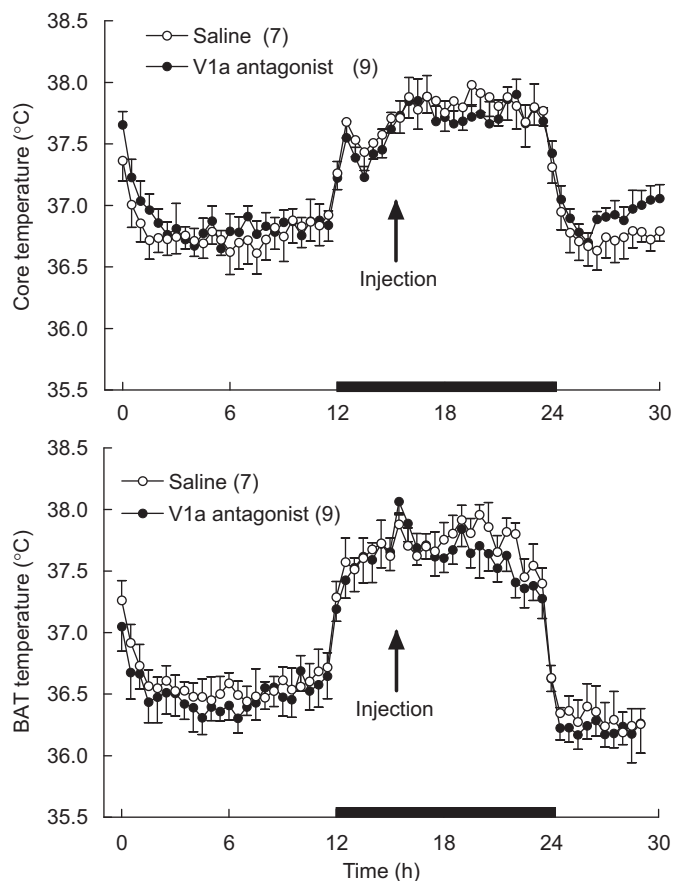 38.5
Saline (7)
V1a antagonist (9)
38.0
37.5
37.0
36.5
36.0
35.5
Core temperature (°C)
Injection
0 6 12 18 24 30
38.5
Saline (7)
V1a antagonist (9)
38.0
37.5
37.0
36.5
36.0
35.5
BAT temperature (°C)
Injection
0 6 12 18 24 30
Time (h)